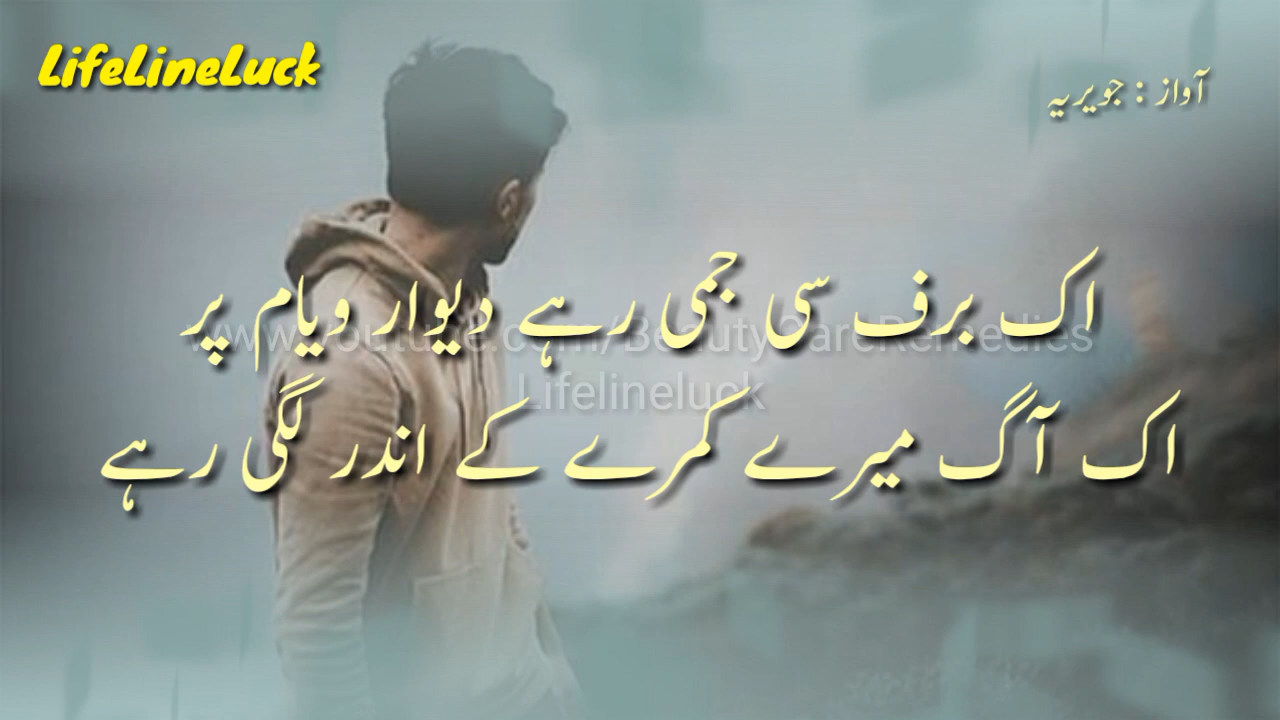 LifeLineLuck
آواز : جویریہ
اک برف سی جمی رہے دیوار ویام پر
www.Youtube.com/BeautyCareRemedies
Lifelineluck
اک آگ میرے کمرے کے اندر لگی رہے